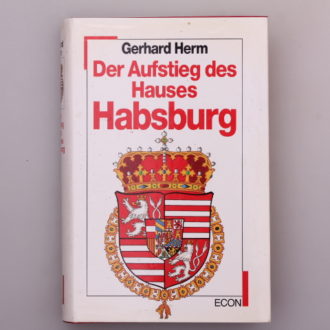 Gerhard Herm
Der Aufstieg des
Hauses
Habsburg
ECON